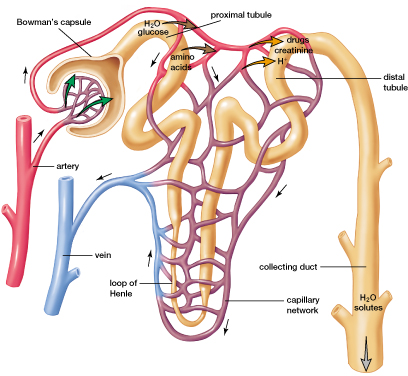 Bowman's capsule
H₂O
glucose
proximal tubule
amino
acids
drugs
creatinine
H⁺
distal
tubule
artery
vein
loop of
Henle
collecting duct
capillary
network
H₂O
solutes